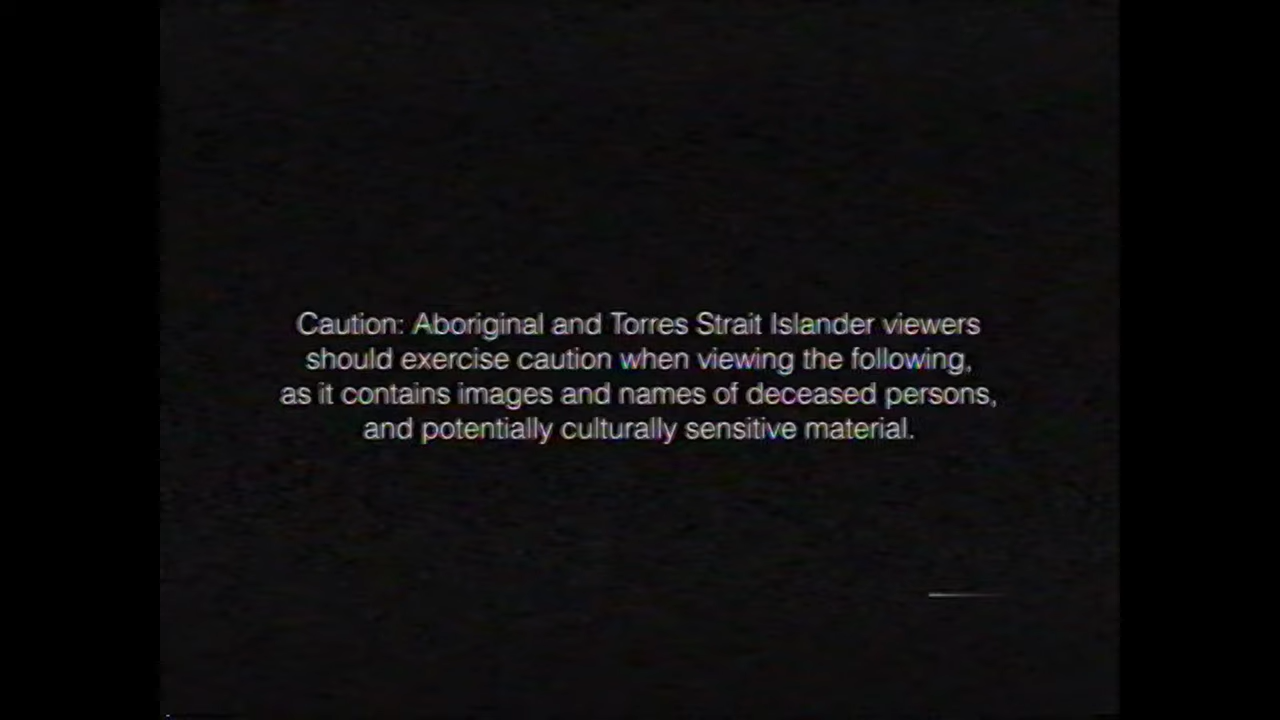 Caution: Aboriginal and Torres Strait Islander viewers
should exercise caution when viewing the following,
as it contains images and names of deceased persons,
and potentially culturally sensitive material.